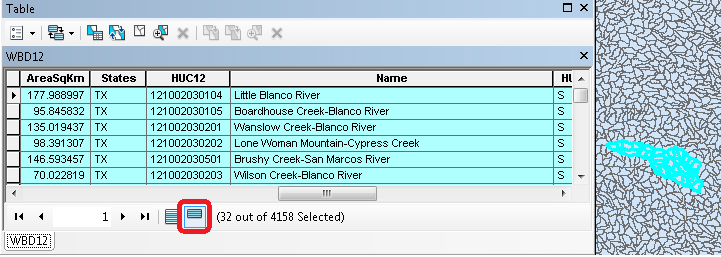 Table
WBD12
AreaSqKm States HUC12 Name HU
177.988997 TX 121002030104 Little Blanco River S
95.845832 TX 121002030105 Boardhouse Creek-Blanco River S
135.019437 TX 121002030201 Wanslow Creek-Blanco River S
98.391307 TX 121002030202 Lone Woman Mountain-Cypress Creek S
146.593457 TX 121002030501 Brushy Creek-San Marcos River S
70.022819 TX 121002030203 Wilson Creek-Blanco River S
1 (32 out of 4158 Selected)
WBD12